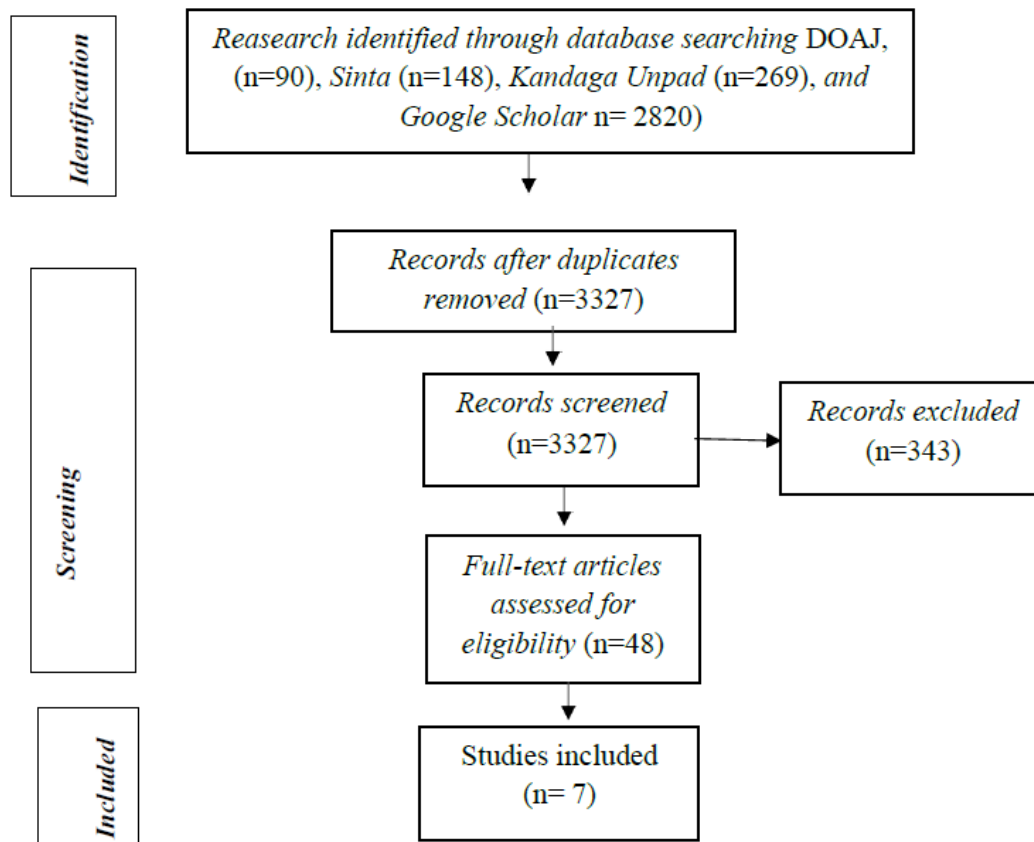 Identification
Reasearch identified through database searching DOAJ,
(n=90), Sinta (n=148), Kandaga Unpad (n=269), and
Google Scholar n= 2820)
Screening
Records after duplicates
removed (n=3327)
Records screened
(n=3327)
Records excluded
(n=343)
Full-text articles
assessed for
eligibility (n=48)
Included
Studies included
(n= 7)